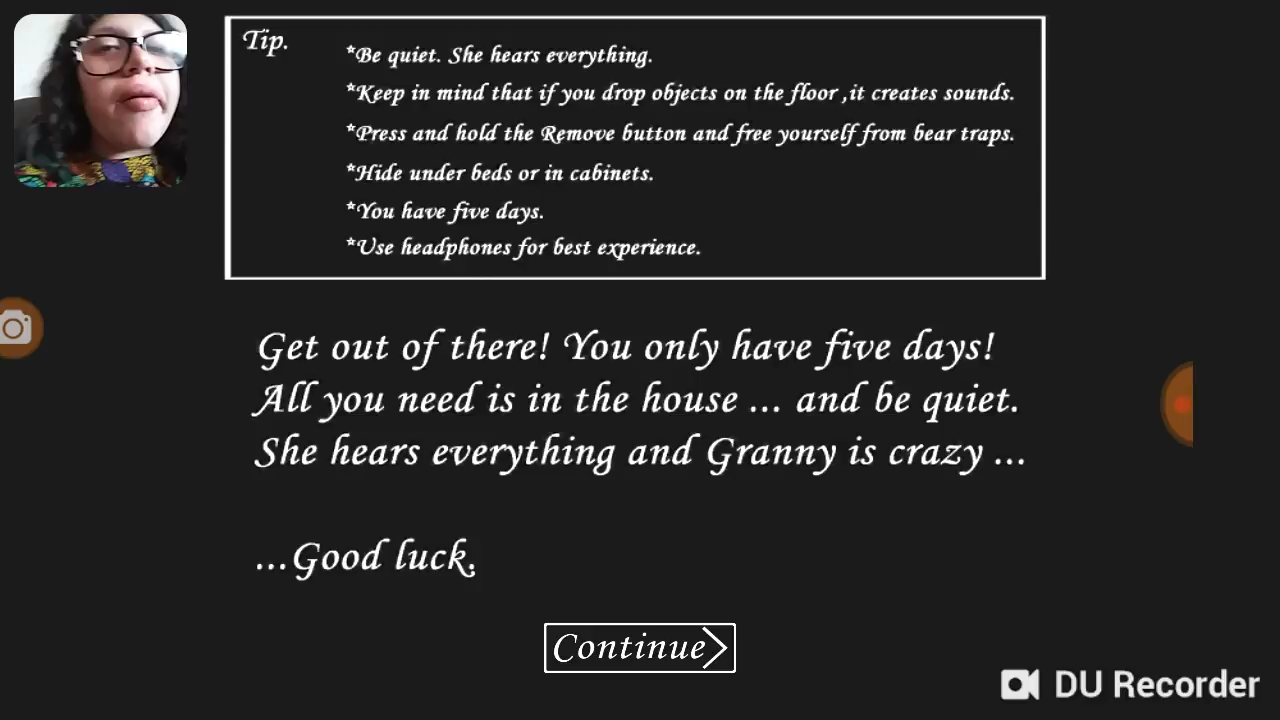 Tip.
*Be quiet. She hears everything.
*Keep in mind that if you drop objects on the floor ,it creates sounds.
*Press and hold the Remove button and free yourself from bear traps.
*Hide under beds or in cabinets.
*You have five days.
*Use headphones for best experience.
Get out of there! You only have five days!
All you need is in the house ... and be quiet.
She hears everything and Granny is crazy ...
...Good luck.
Continue
DU Recorder